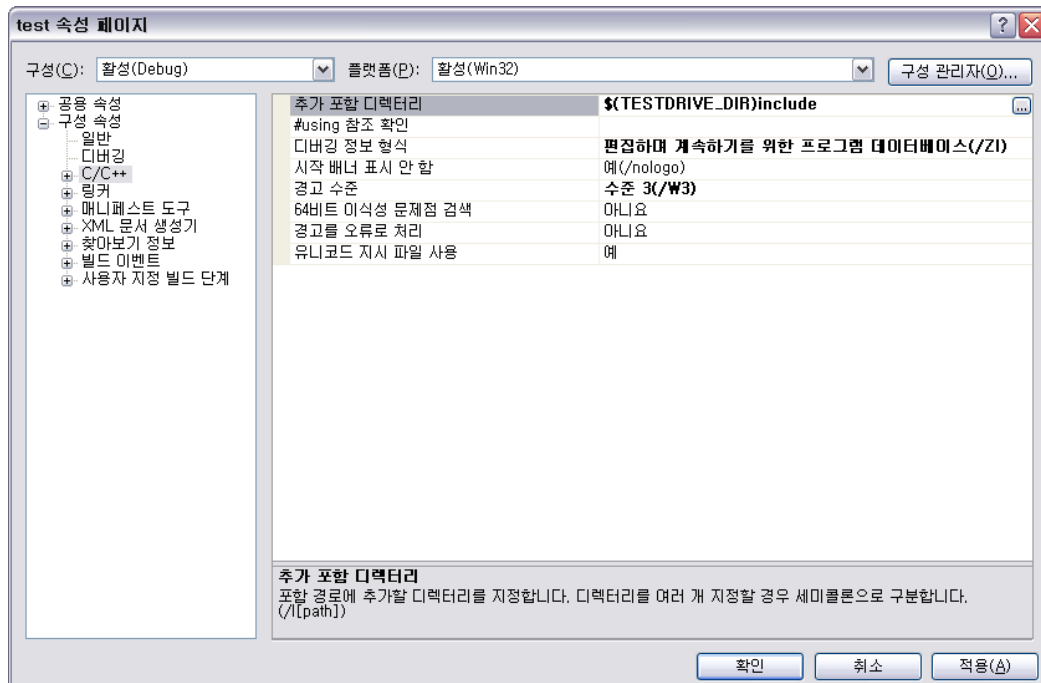 test 속성 페이지
구성(C): 활성(Debug) 플랫폼(P): 활성(Win32) 구성 관리자(O)...
공용 속성
구성 속성
일반
디버깅
C/C++
링커
매니페스트 도구
XML 문서 생성기
찾아보기 정보
빌드 이벤트
사용자 지정 빌드 단계
추가 포함 디렉터리 $(TESTDRIVE_DIR)include ...
#using 참조 확인
디버깅 정보 형식 편집하며 계속하기를 위한 프로그램 데이터베이스(/ZI)
시작 배너 표시 안 함 예(/nologo)
경고 수준 수준 3(/W3)
64비트 이식성 문제점 검색 아니요
경고를 오류로 처리 아니요
유니코드 지시 파일 사용 예
추가 포함 디렉터리
포함 경로에 추가할 디렉터리를 지정합니다. 디렉터리를 여러 개 지정할 경우 세미콜론으로 구분합니다.
(/I[path])
확인 취소 적용(A)